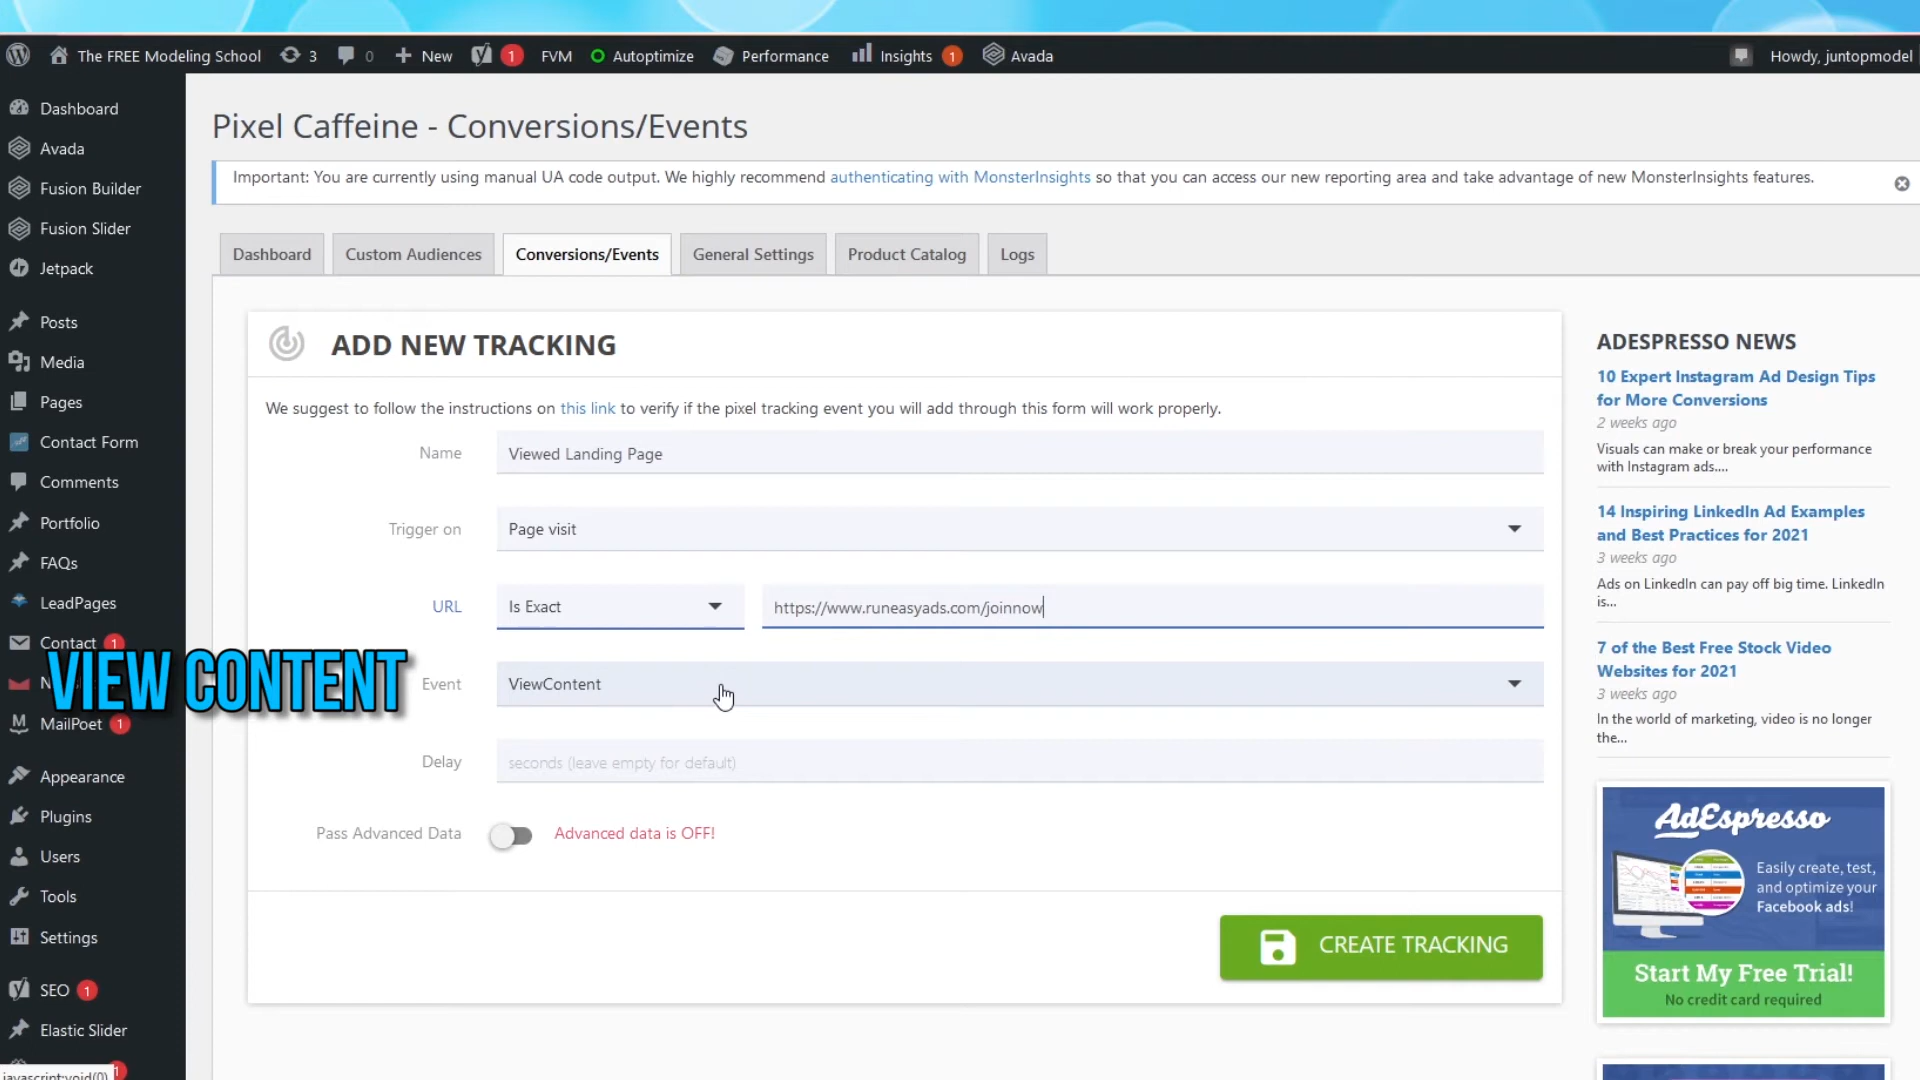 The FREE Modeling School
3
0
New
1
FVM
Autoptimize
Performance
Insights
1
Avada
Howdy, juntopmodel
Dashboard
Avada
Fusion Builder
Fusion Slider
Jetpack
Posts
Media
Pages
Contact Form
Comments
Portfolio
FAQs
LeadPages
Contact 1
VIEW CONTENT
MailPoet 1
Appearance
Plugins
Users
Tools
Settings
SEO 1
Elastic Slider
1
javascript:void(0)
Pixel Caffeine - Conversions/Events
Important: You are currently using manual UA code output. We highly recommend authenticating with MonsterInsights so that you can access our new reporting area and take advantage of new MonsterInsights features.
Dashboard
Custom Audiences
Conversions/Events
General Settings
Product Catalog
Logs
ADD NEW TRACKING
We suggest to follow the instructions on this link to verify if the pixel tracking event you will add through this form will work properly.
Name
Viewed Landing Page
Trigger on
Page visit
URL
Is Exact
https://www.runeasyads.com/joinnow
Event
ViewContent
Delay
seconds (leave empty for default)
Pass Advanced Data
Advanced data is OFF!
CREATE TRACKING
ADESPRESSO NEWS
10 Expert Instagram Ad Design Tips
for More Conversions
2 weeks ago
Visuals can make or break your performance
with Instagram ads....
14 Inspiring LinkedIn Ad Examples
and Best Practices for 2021
3 weeks ago
Ads on LinkedIn can pay off big time. LinkedIn
is...
7 of the Best Free Stock Video
Websites for 2021
3 weeks ago
In the world of marketing, video is no longer
the...
AdEspresso
Easily create, test,
and optimize your
Facebook ads!
Start My Free Trial!
No credit card required